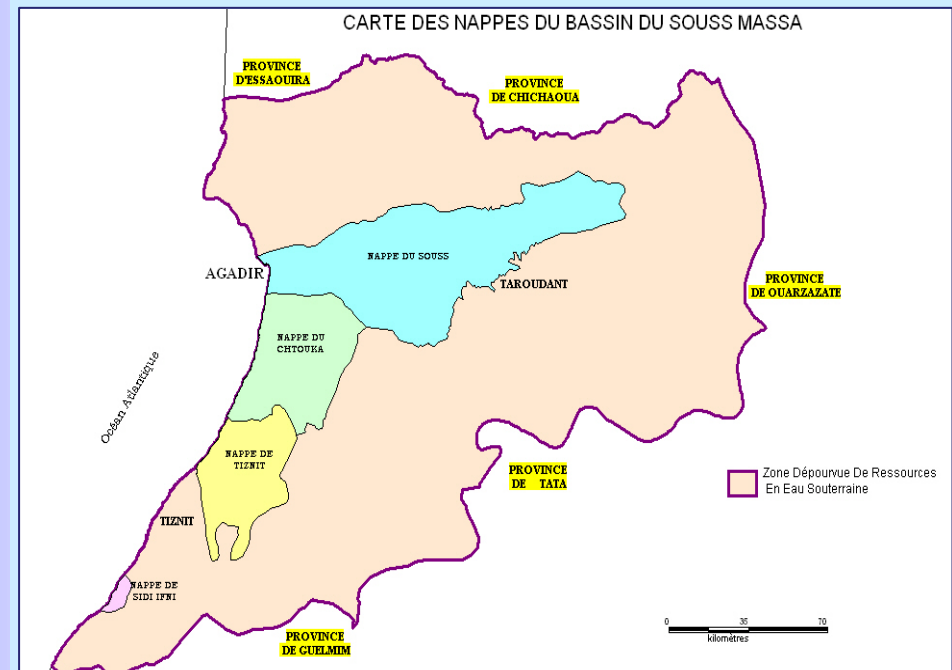 CARTE DES NAPPES DU BASSIN DU SOUSS MASSA
PROVINCE
D'ESSAOUIRA
PROVINCE
DE CHICHAOUA
NAPPE DU SOUSS
AGADIR
TAROUDANT
PROVINCE
DE OUARZAZATE
NAPPE DU
CHTOUKA
Océan Atlantique
NAPPE DE
TIZNIT
PROVINCE
DE TATA
Zone Dépourvue De Ressources
En Eau Souterraine
TIZNIT
NAPPE DE
SIDI IFNI
PROVINCE
DE GUELMIM
0 35 70
kilomètres